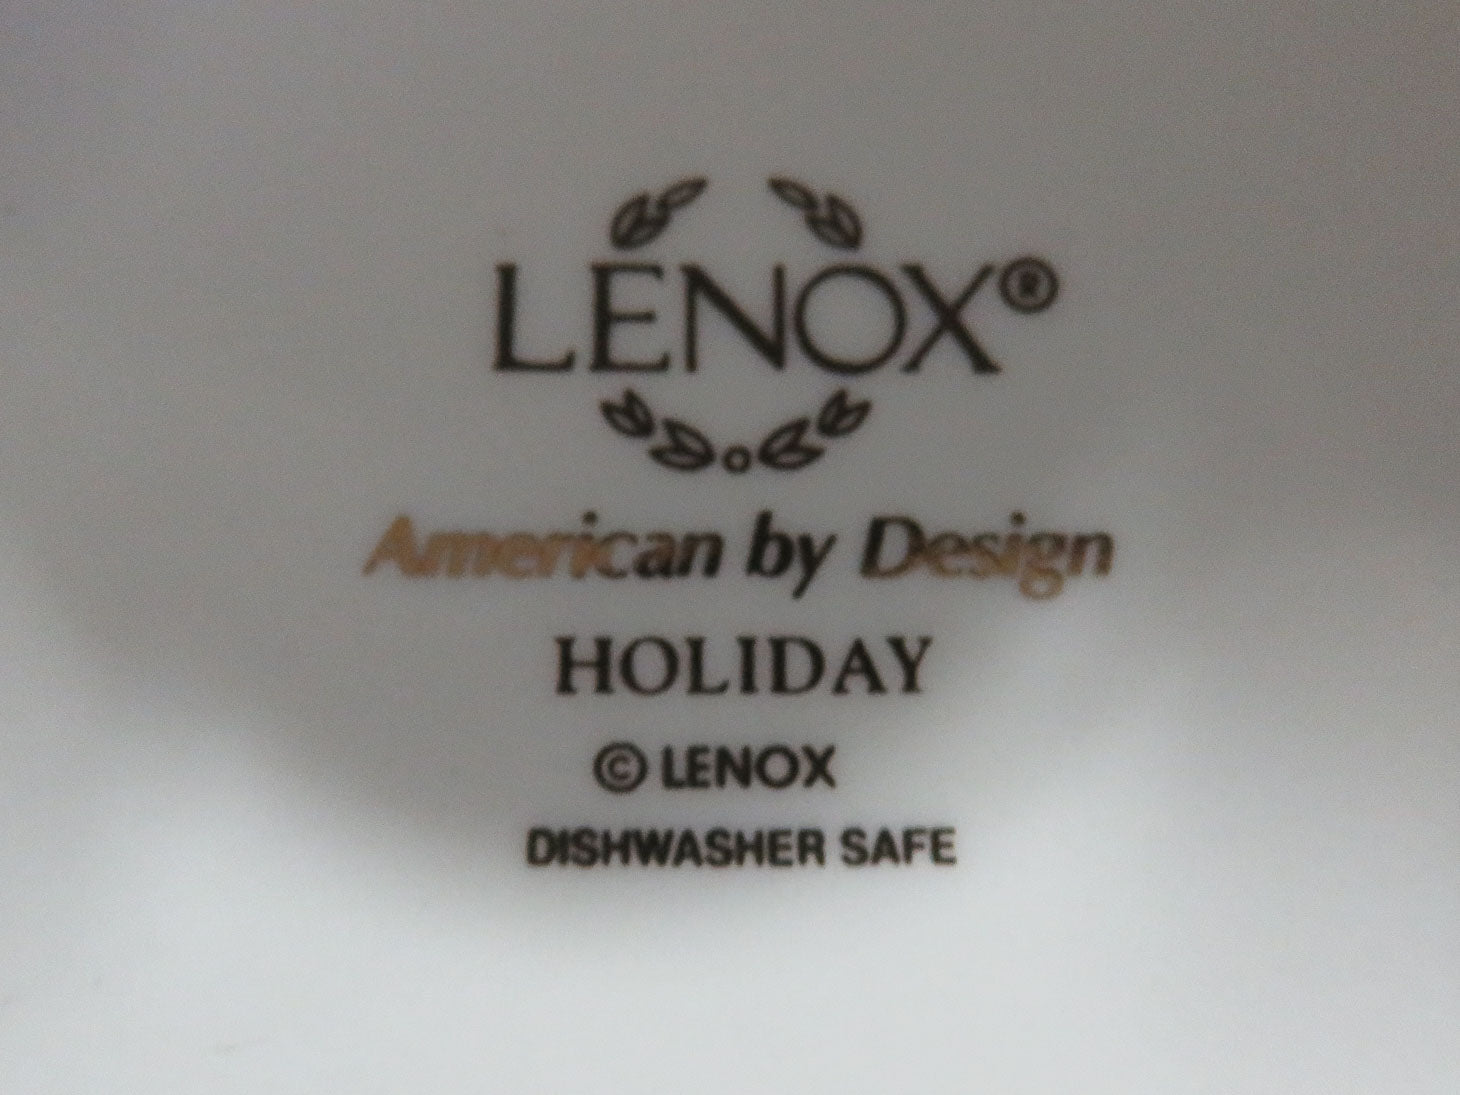 LENOX®
American by Design
HOLIDAY
© LENOX
DISHWASHER SAFE